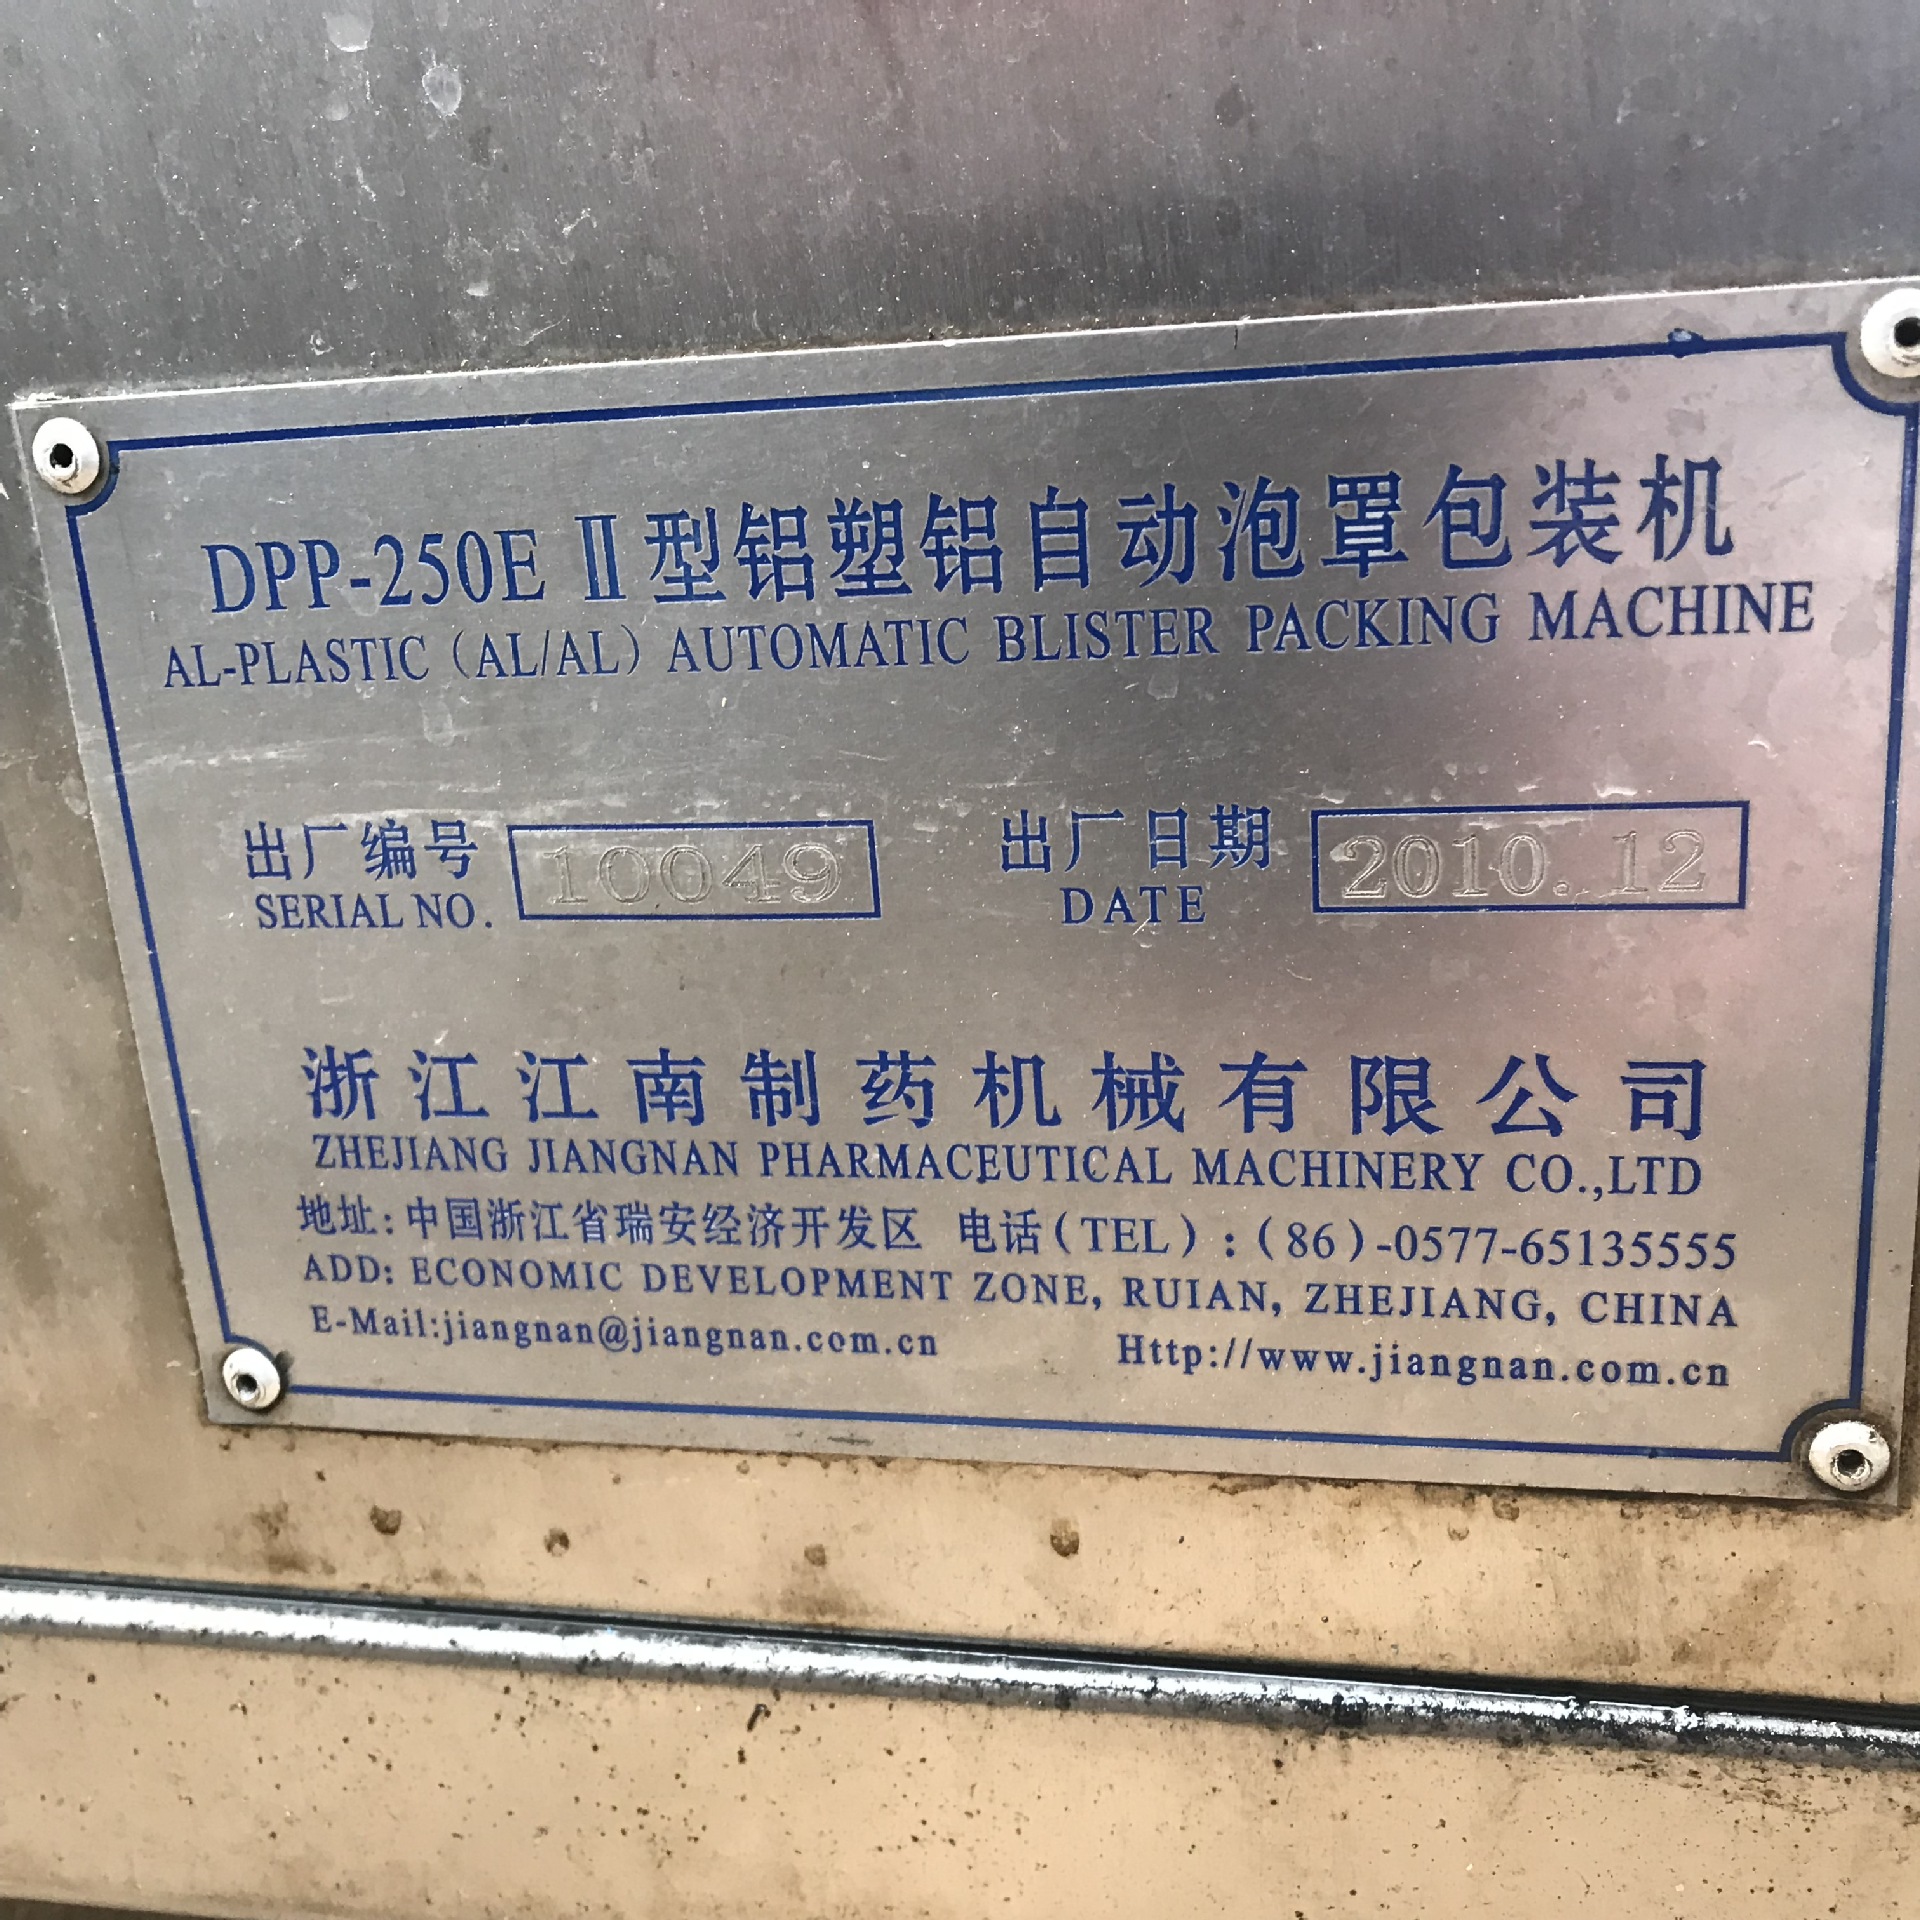 DPP-250E Ⅱ型铝塑铝自动泡罩包装机
AL-PLASTIC (AL/AL) AUTOMATIC BLISTER PACKING MACHINE
出厂编号 10049 出厂日期 2010.12
SERIAL NO. DATE
浙江江南制药机械有限公司
ZHEJIANG JIANGNAN PHARMACEUTICAL MACHINERY CO.,LTD
地址:中国浙江省瑞安经济开发区 电话(TEL):(86)-0577-65135555
ADD: ECONOMIC DEVELOPMENT ZONE, RUIAN, ZHEJIANG, CHINA
E-Mail:jiangnan@jiangnan.com.cn Http://www.jiangnan.com.cn